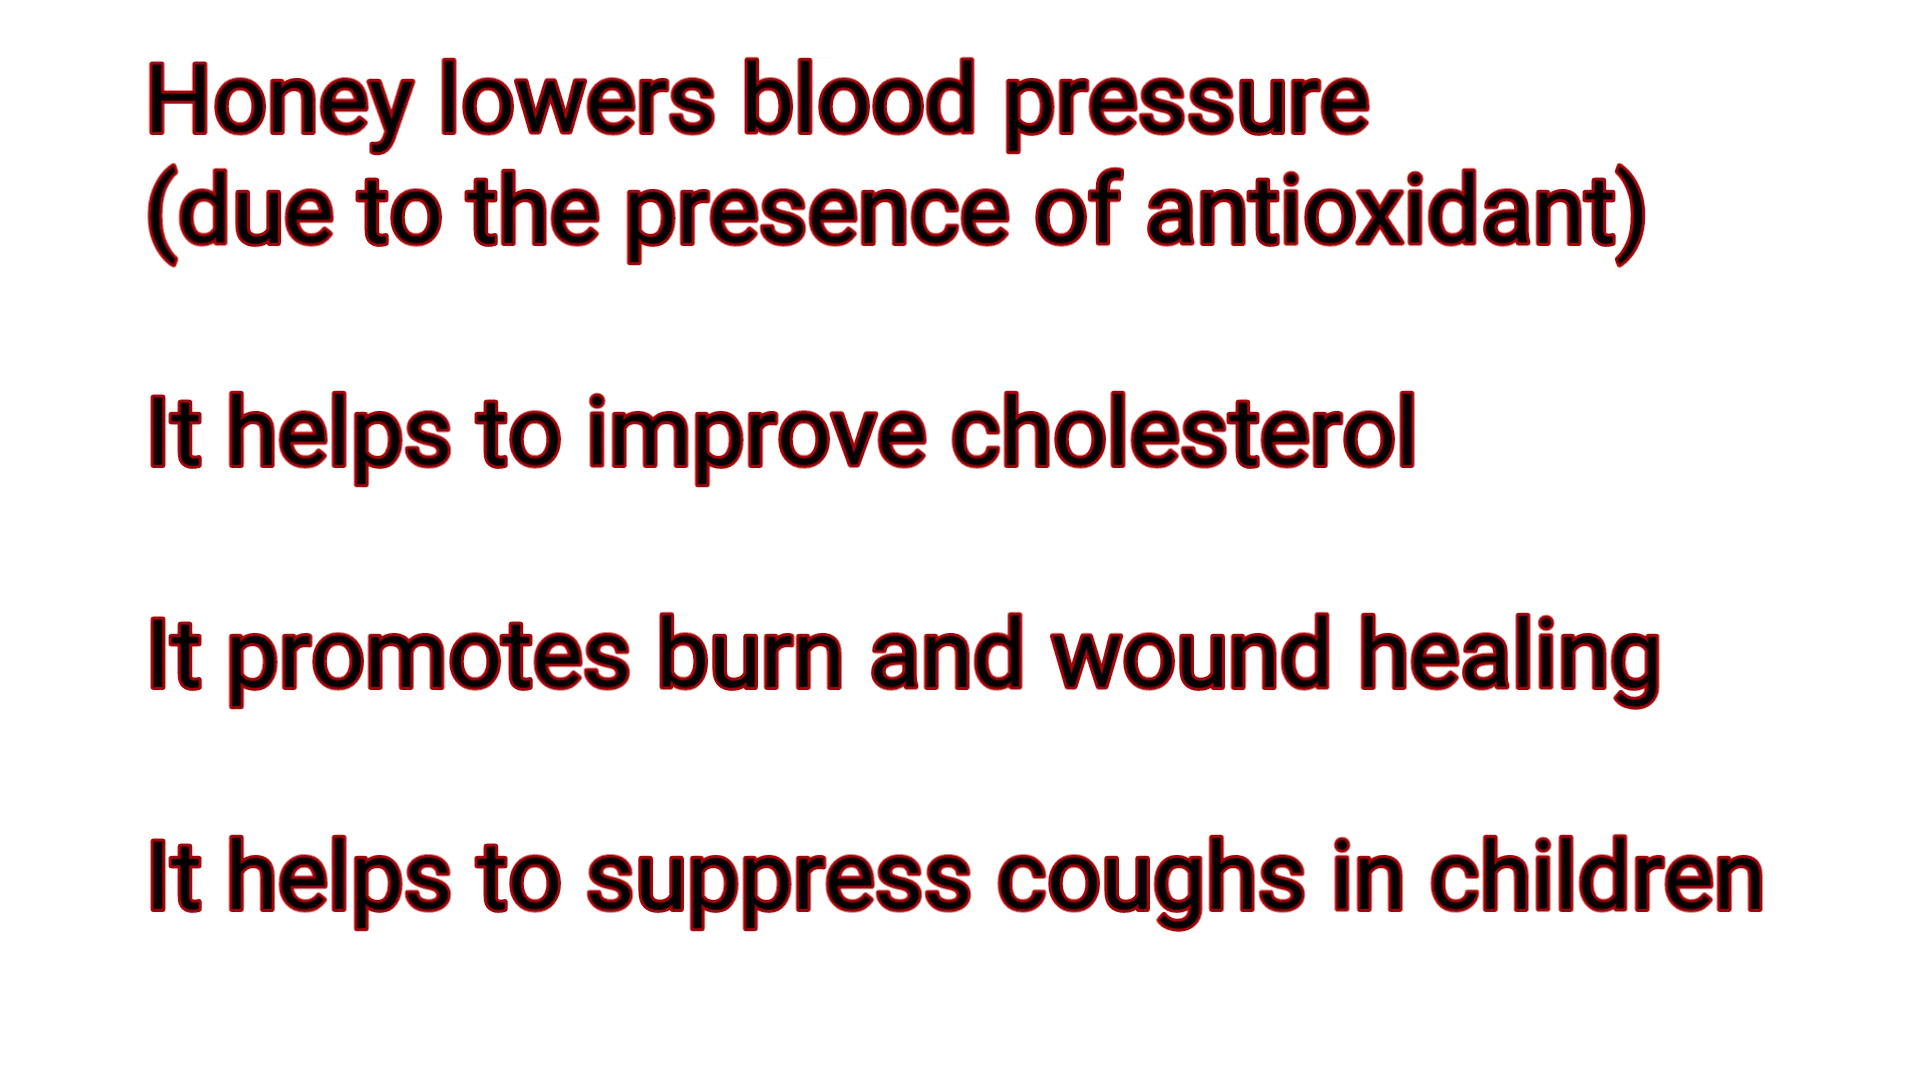 Honey lowers blood pressure
(due to the presence of antioxidant)
It helps to improve cholesterol
It promotes burn and wound healing
It helps to suppress coughs in children